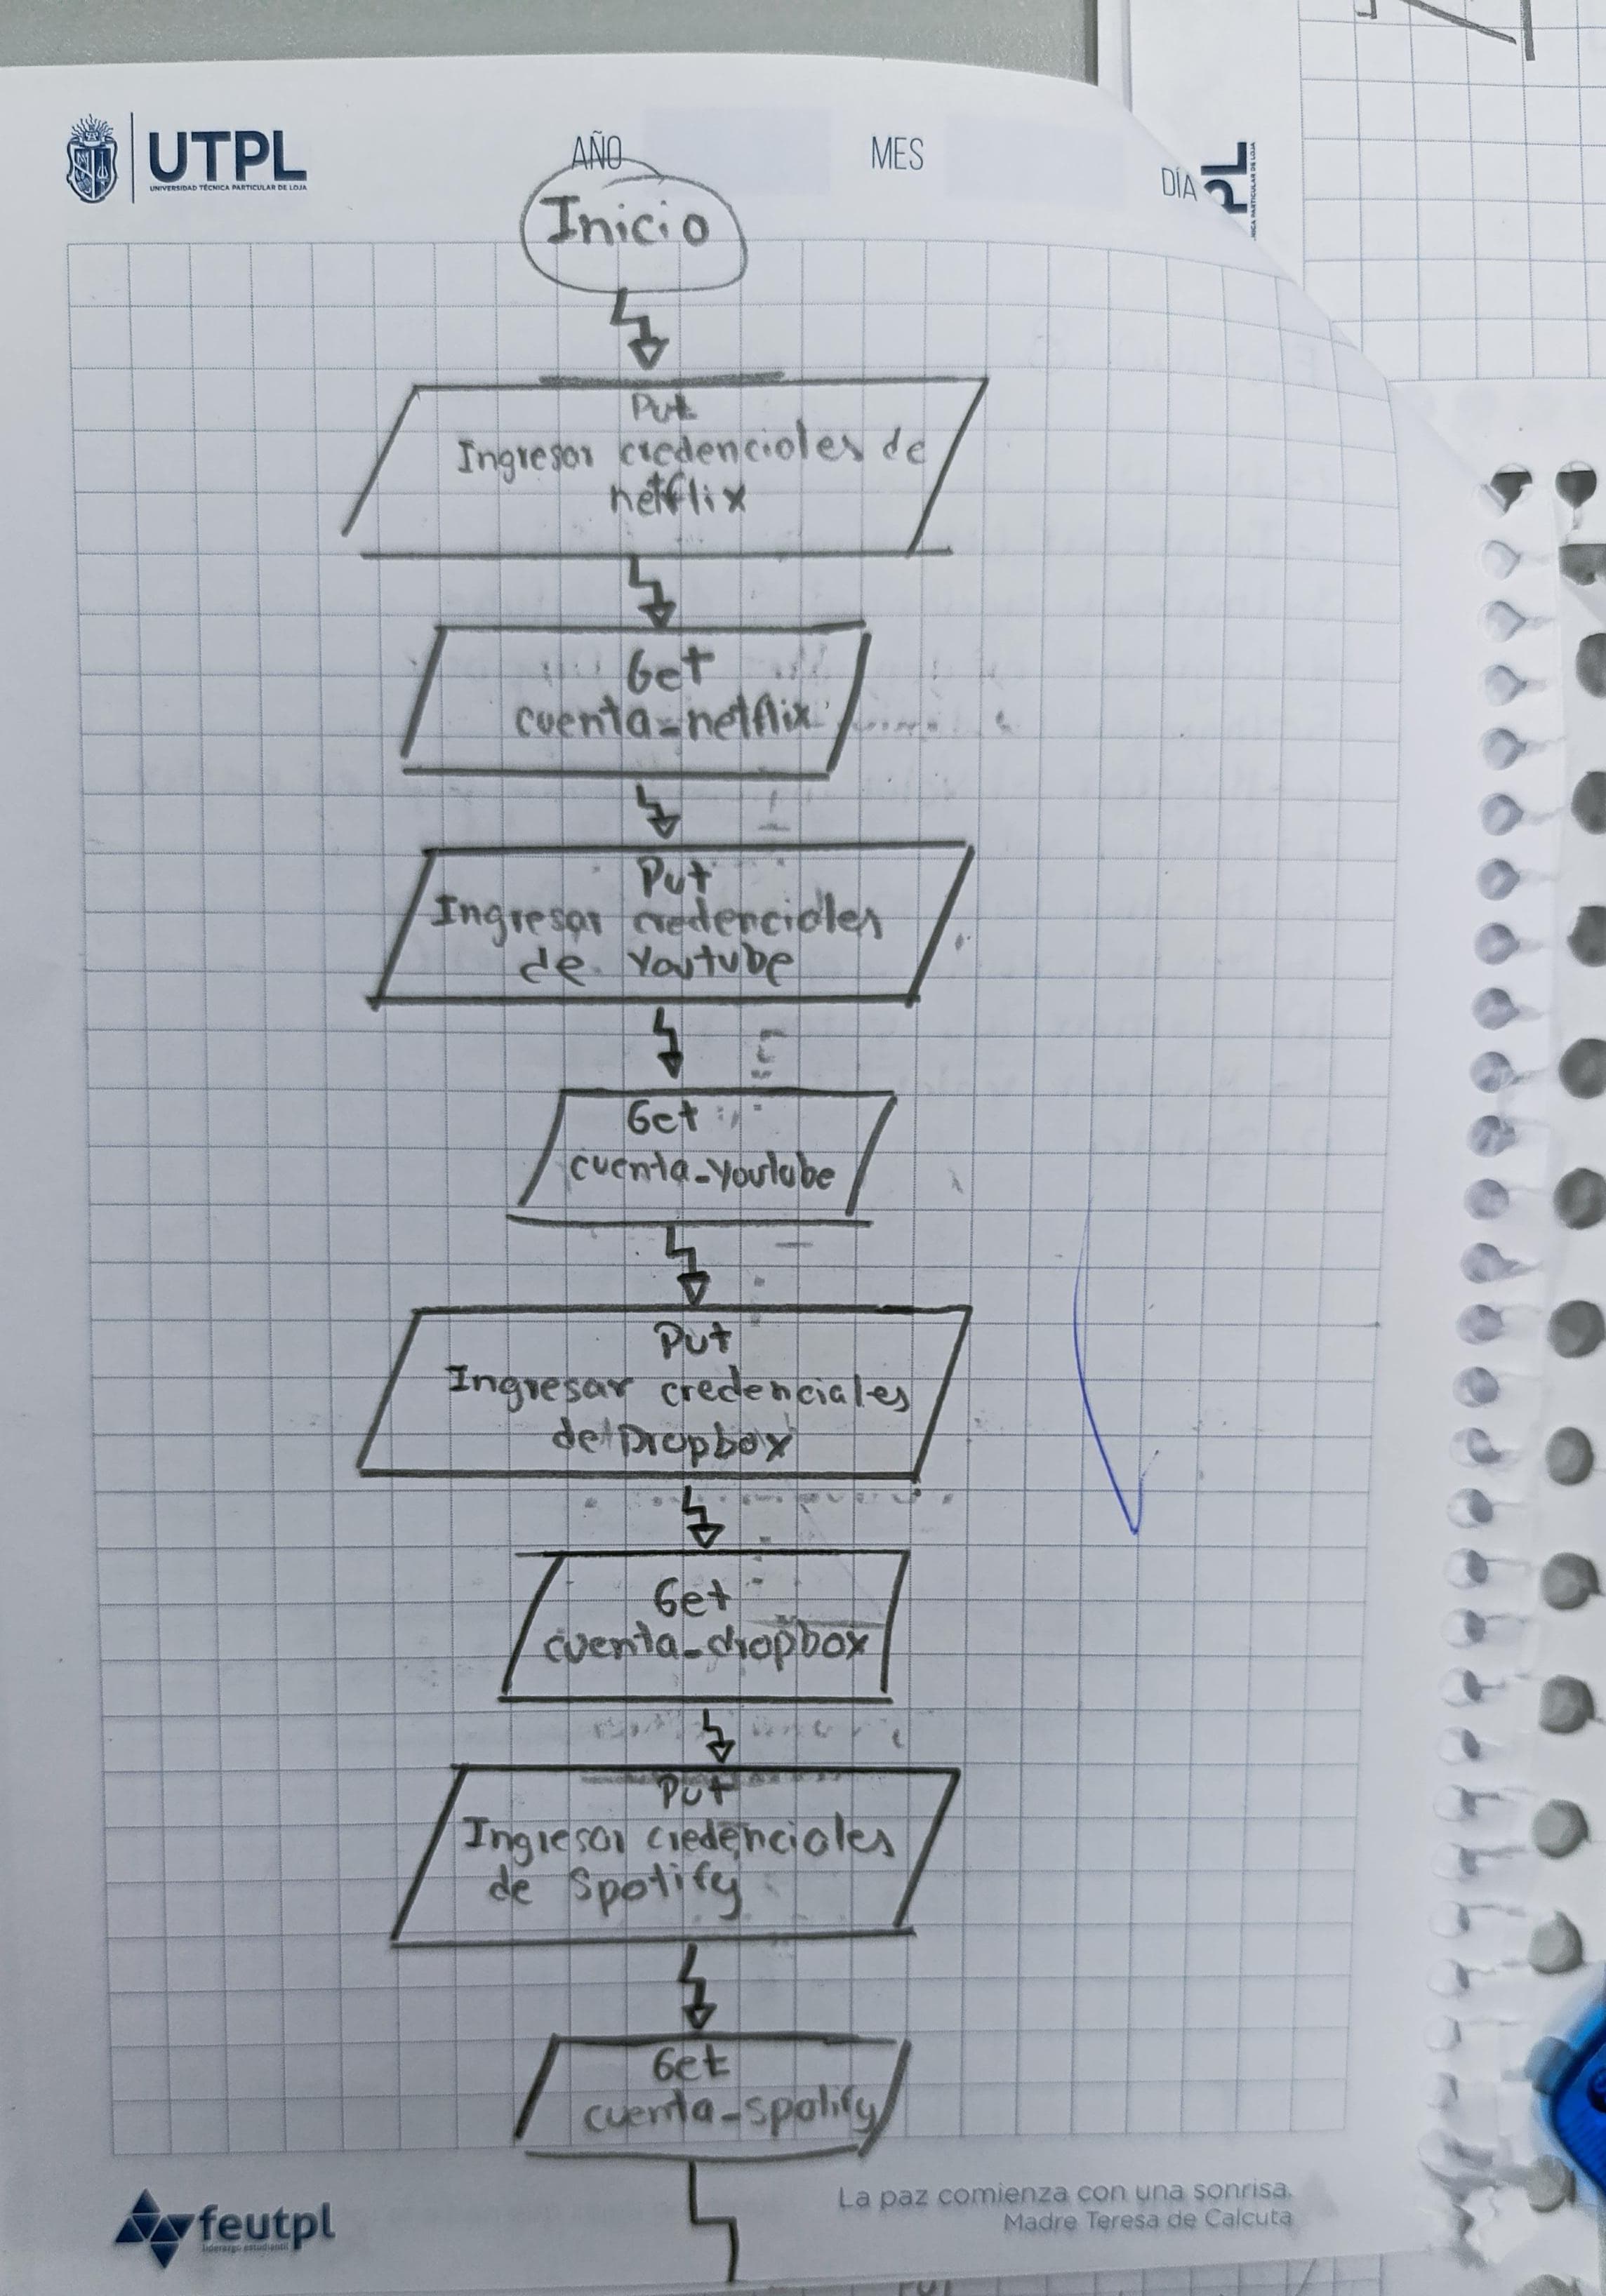 UTPL
UNIVERSIDAD TÉCNICA PARTICULAR DE LOJA
AÑO
MES
DÍA
PL
Inicio
Put
Ingresar credenciales de
netflix
Get
cuenta_netflix
Put
Ingresar credenciales
de Youtube
Get
cuenta_youtube
Put
Ingresar credenciales
de Dropbox
Get
cuenta_dropbox
Put
Ingresar credenciales
de Spotify
Get
cuenta_spotify
feutpl
Liderazgo estudiantil
La paz comienza con una sonrisa.
Madre Teresa de Calcuta